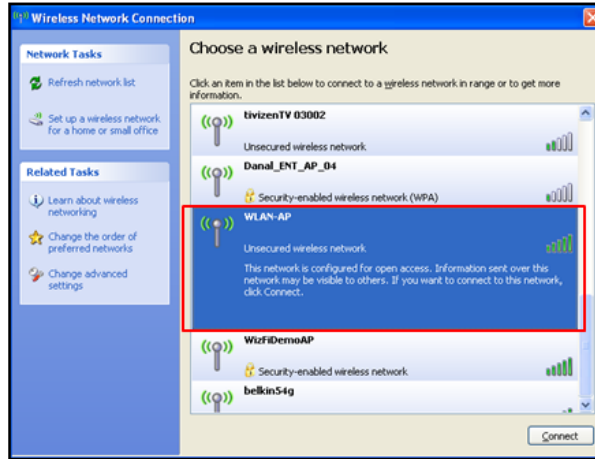 Wireless Network Connection
Network Tasks
Refresh network list
Set up a wireless network
for a home or small office
Related Tasks
Learn about wireless
networking
Change the order of
preferred networks
Change advanced
settings
Choose a wireless network
Click an item in the list below to connect to a wireless network in range or to get more
information.
tivizenTV 03002
Unsecured wireless network
Danal_ENT_AP_04
Security-enabled wireless network (WPA)
WLAN-AP
Unsecured wireless network
This network is configured for open access. Information sent over this
network may be visible to others. If you want to connect to this network,
click Connect.
WizFiDemoAP
Security-enabled wireless network
belkin54g
Connect